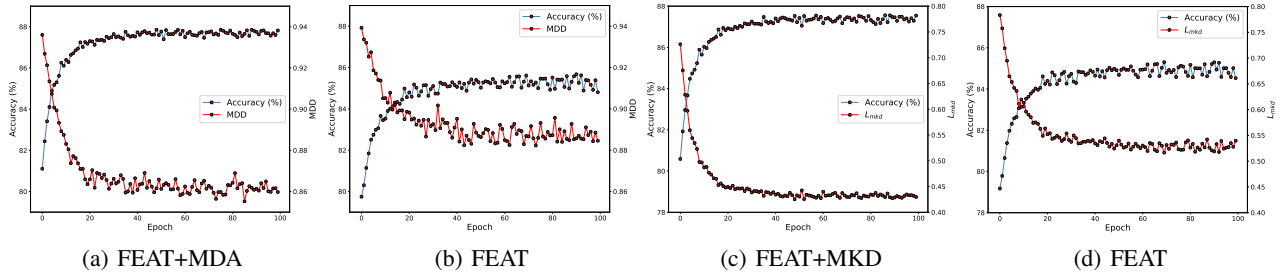 88
86
84
82
80
0.94
0.92
0.90
0.88
0.86
0 20 40 60 80 100
Accuracy (%)
MDD
Epoch
Accuracy (%)
MDD
(a) FEAT+MDA
88
86
84
82
80
0.94
0.92
0.90
0.88
0.86
0 20 40 60 80 100
Accuracy (%)
MDD
Epoch
Accuracy (%)
MDD
(b) FEAT
88
86
84
82
80
78
0.80
0.75
0.70
0.65
0.60
0.55
0.50
0.45
0.40
0 20 40 60 80 100
Accuracy (%)
L_mkd
Epoch
Accuracy (%)
L_mkd
(c) FEAT+MKD
88
86
84
82
80
78
0.80
0.75
0.70
0.65
0.60
0.55
0.50
0.45
0.40
0 20 40 60 80 100
Accuracy (%)
L_mkd
Epoch
Accuracy (%)
L_mkd
(d) FEAT